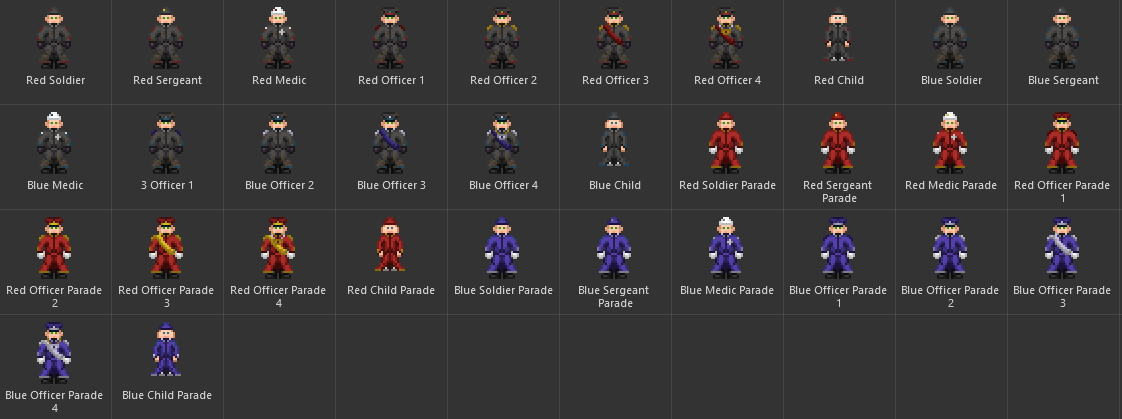 Red Soldier
Red Sergeant
Red Medic
Red Officer 1
Red Officer 2
Red Officer 3
Red Officer 4
Red Child
Blue Soldier
Blue Sergeant
Blue Medic
3 Officer 1
Blue Officer 2
Blue Officer 3
Blue Officer 4
Blue Child
Red Soldier Parade
Red Sergeant
Parade
Red Medic Parade
Red Officer Parade
1
Red Officer Parade
2
Red Officer Parade
3
Red Officer Parade
4
Red Child Parade
Blue Soldier Parade
Blue Sergeant
Parade
Blue Medic Parade
Blue Officer Parade
1
Blue Officer Parade
2
Blue Officer Parade
3
Blue Officer Parade
4
Blue Child Parade